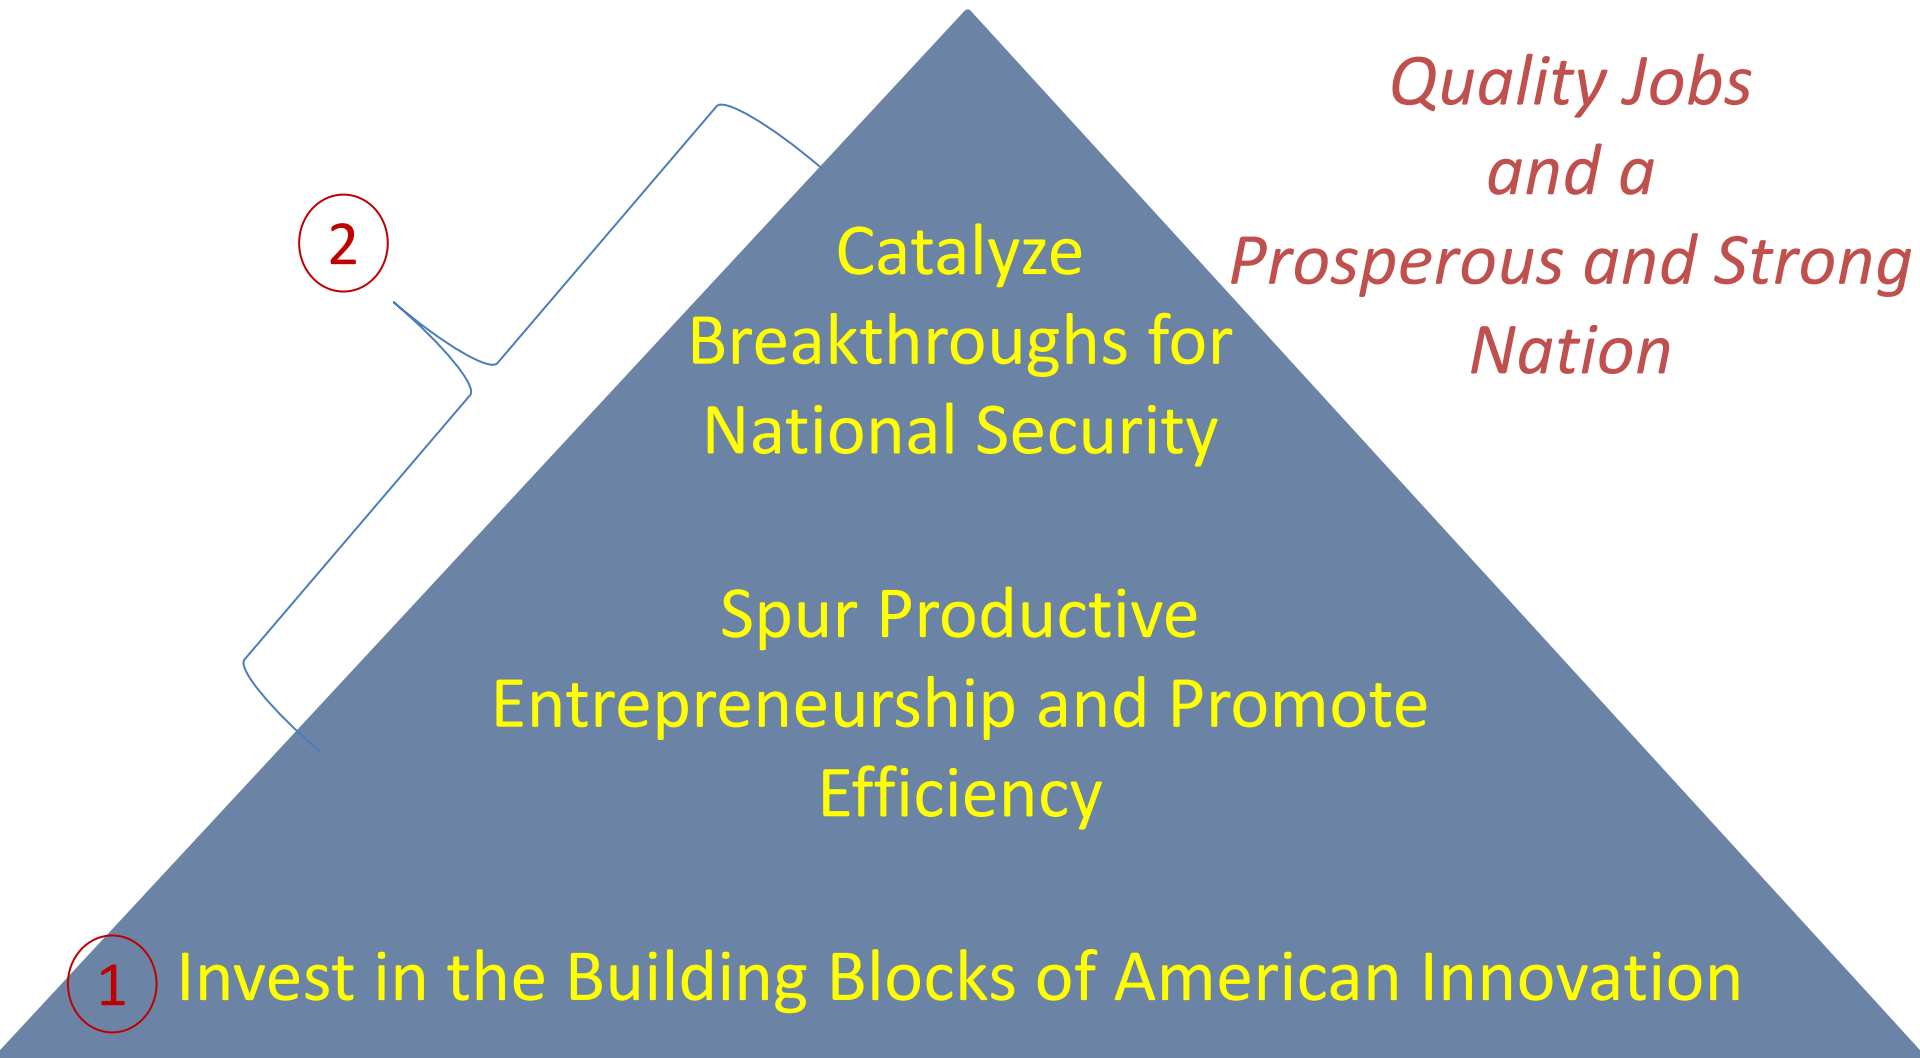 Quality Jobs
and a
Prosperous and Strong
Nation
2
Catalyze
Breakthroughs for
National Security
Spur Productive
Entrepreneurship and Promote
Efficiency
1 Invest in the Building Blocks of American Innovation